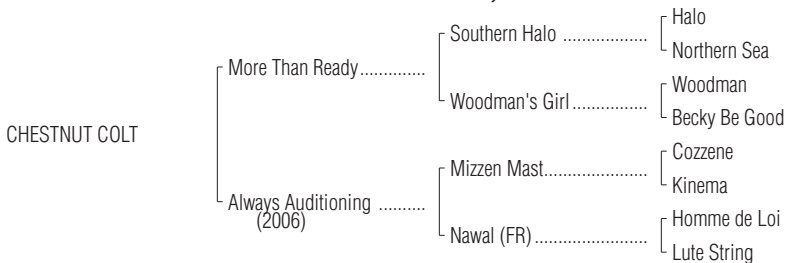 Halo
Southern Halo ..................
Northern Sea
More Than Ready..............
Woodman
Woodman's Girl................
Becky Be Good
CHESTNUT COLT
Cozzene
Mizzen Mast......................
Kinema
Always Auditioning ..........
(2006)
Homme de Loi
Nawal (FR)........................
Lute String